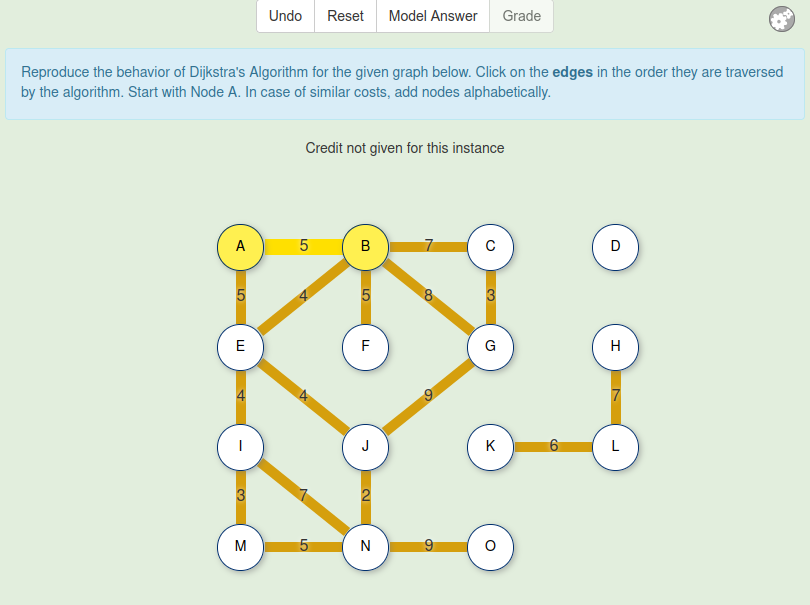 Undo Reset Model Answer Grade
Reproduce the behavior of Dijkstra's Algorithm for the given graph below. Click on the edges in the order they are traversed
by the algorithm. Start with Node A. In case of similar costs, add nodes alphabetically.
Credit not given for this instance
A 5 B 7 C D
5 4 5 8 3
E F G H
4 4 9 7
I J K 6 L
3 7 2
M 5 N 9 O